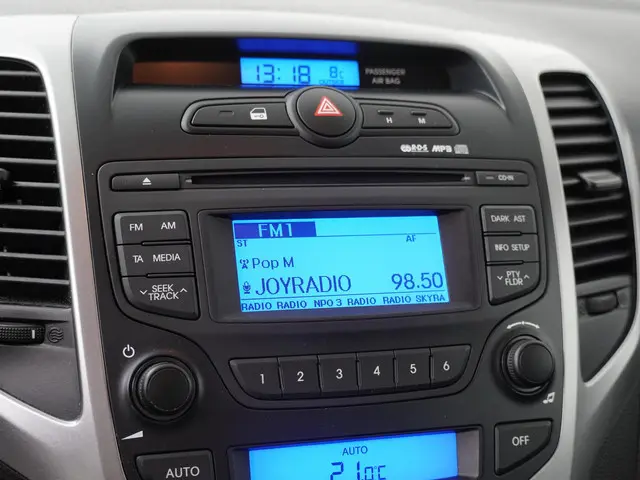 13:18 8°C
OUTSIDE
PASSENGER
AIR BAG
H M
RDS MP3
CD-IN
FM AM
TA MEDIA
SEEK
TRACK
FM1
ST AF
Pop M
JOYRADIO 98.50
RADIO RADIO NPO 3 RADIO RADIO SKYRA
DARK AST
INFO SETUP
PTY
FLDR
1 2 3 4 5 6
AUTO
OFF
AUTO
21.0°C